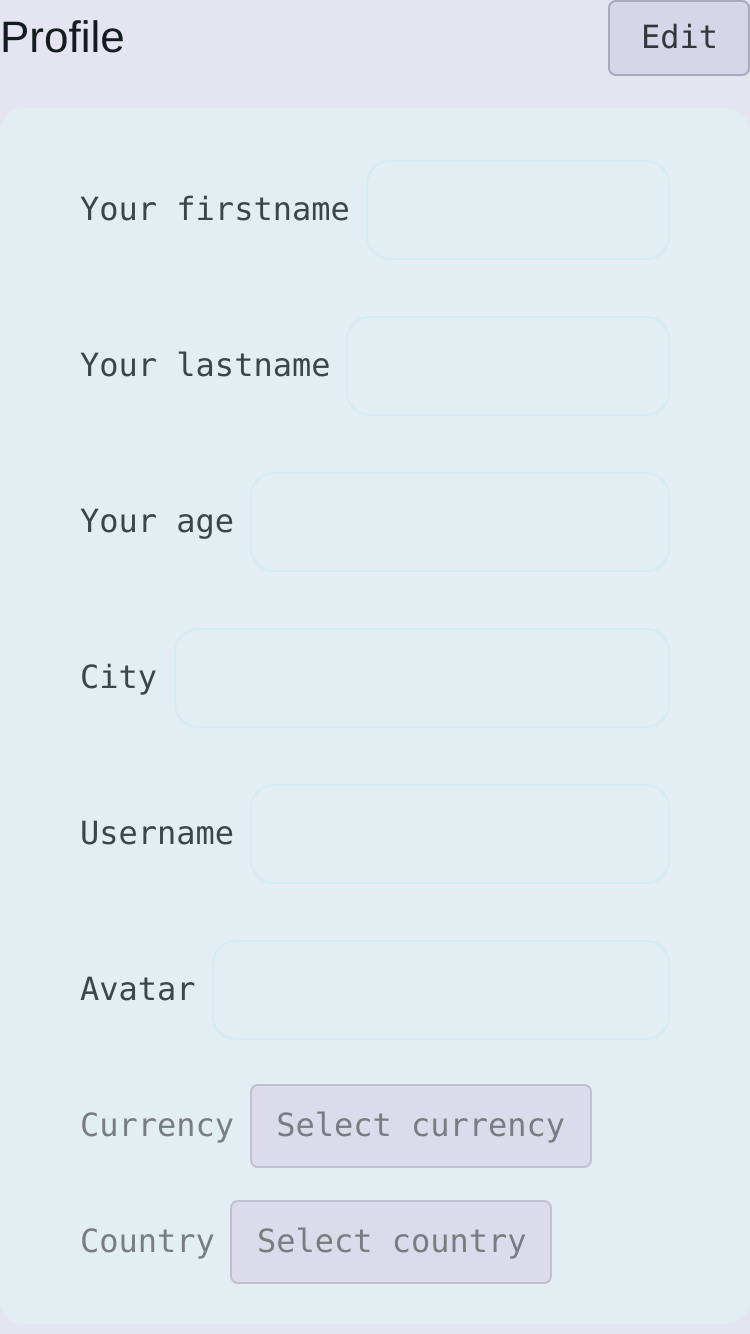 Profile
Edit
Your firstname
Your lastname
Your age
City
Username
Avatar
Currency Select currency
Country Select country